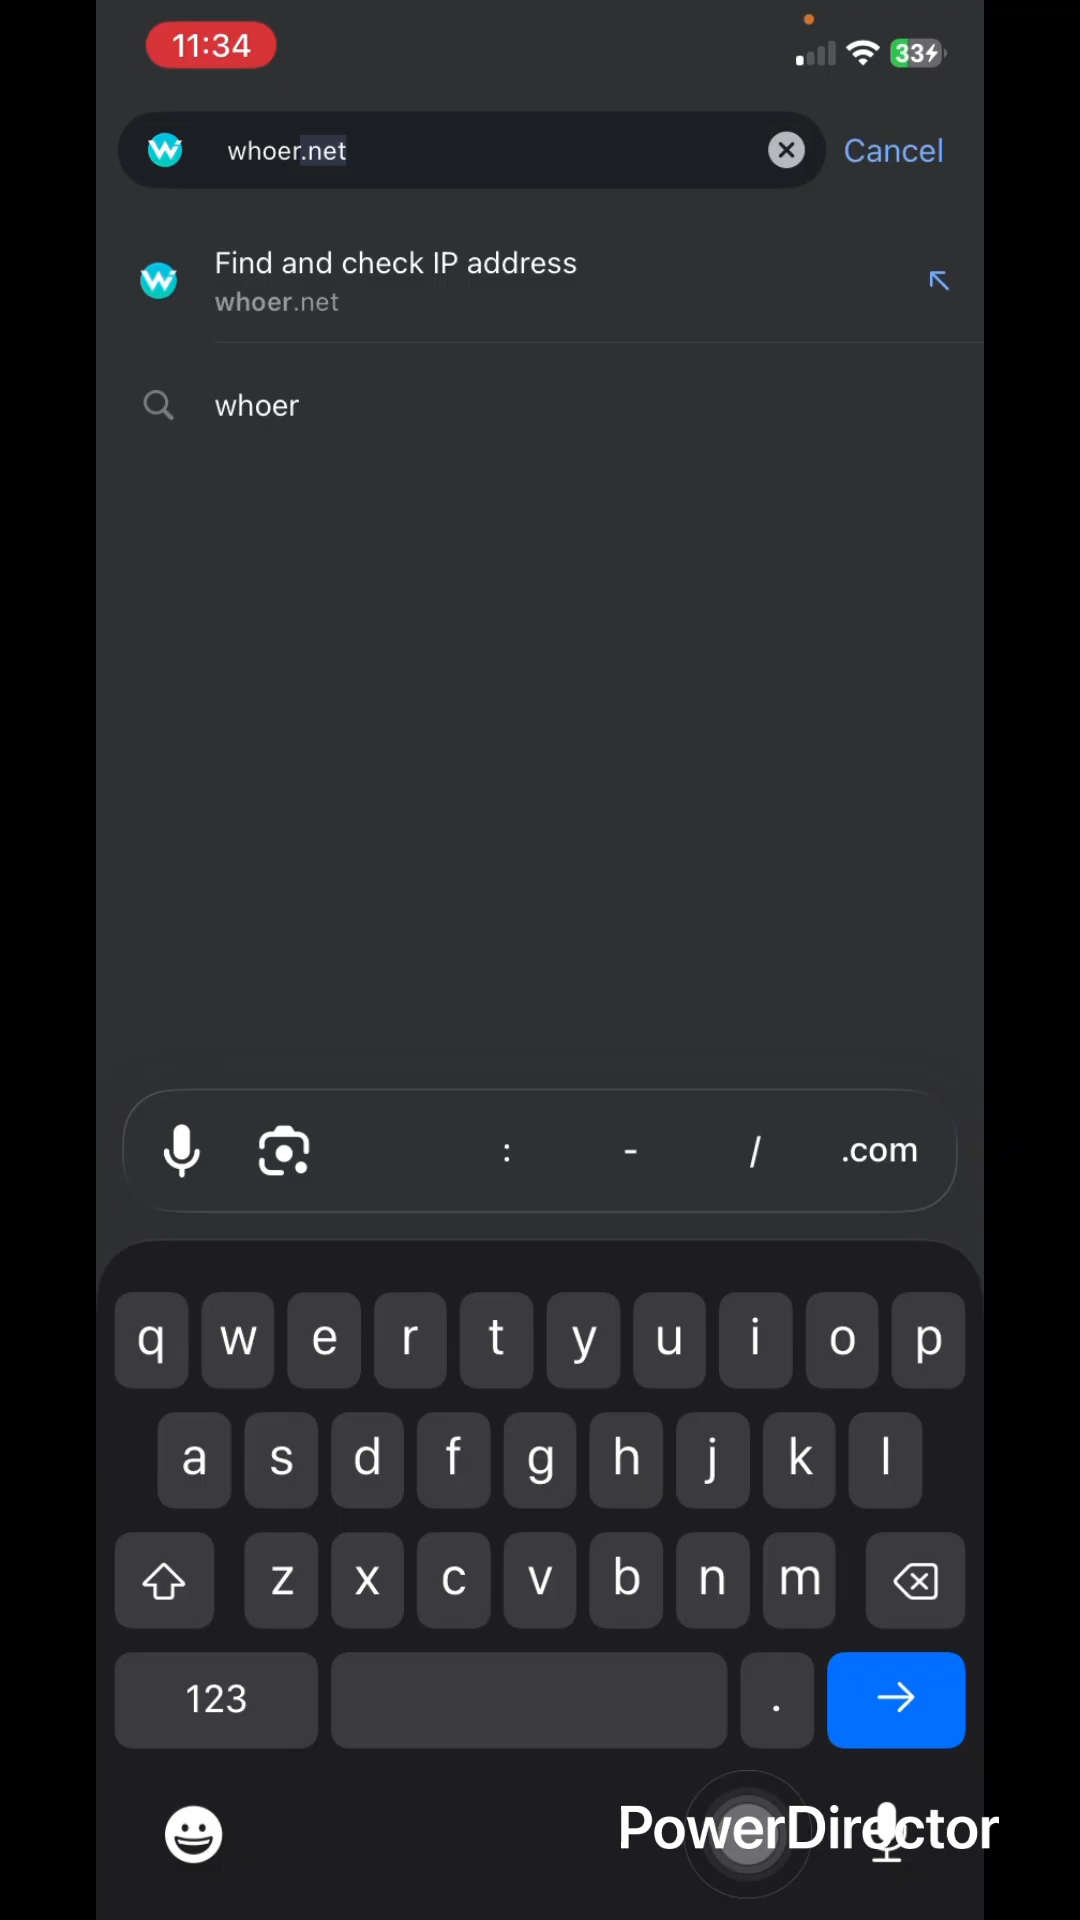 11:34
33
whoer.net
Cancel
Find and check IP address
whoer.net
whoer
: - / .com
q w e r t y u i o p
a s d f g h j k l
z x c v b n m
123 .
PowerDirector